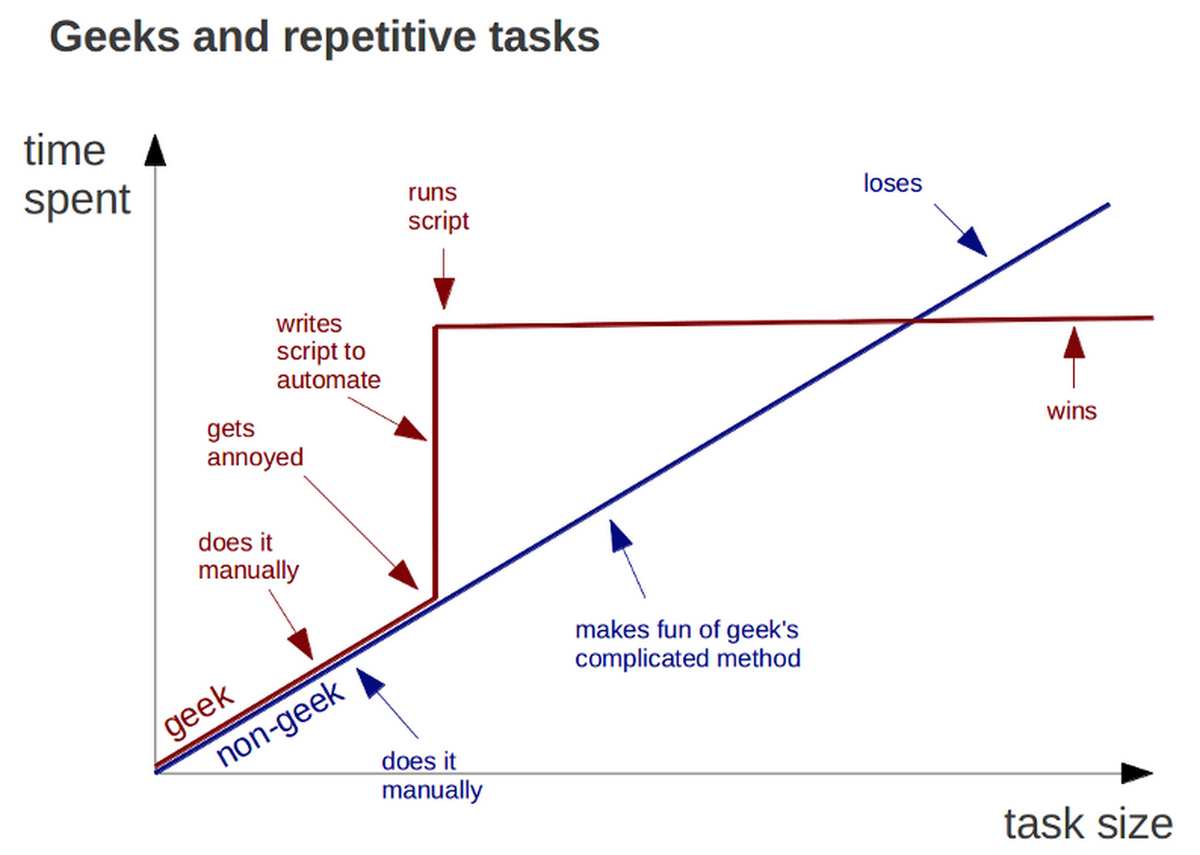 Geeks and repetitive tasks
time
spent
runs
script
loses
writes
script to
automate
gets
annoyed
wins
does it
manually
makes fun of geek's
complicated method
geek
non-geek
does it
manually
task size